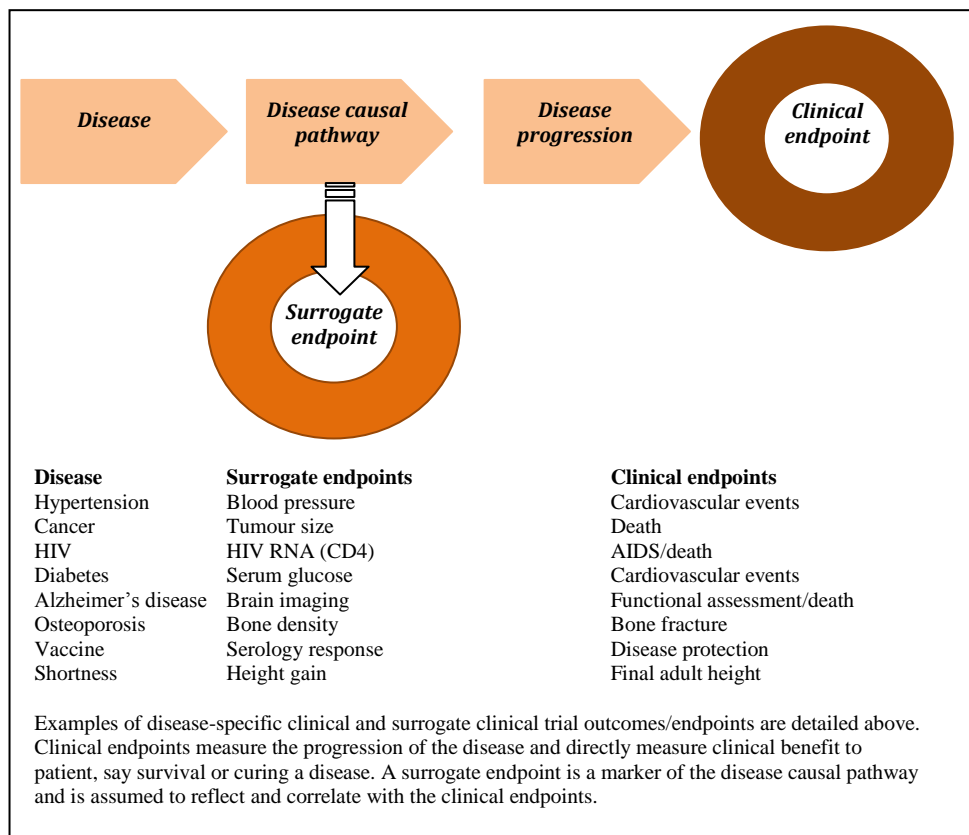 Disease
Disease causal
pathway
Disease
progression
Clinical
endpoint
Surrogate
endpoint
Disease Surrogate endpoints Clinical endpoints
Hypertension Blood pressure Cardiovascular events
Cancer Tumour size Death
HIV HIV RNA (CD4) AIDS/death
Diabetes Serum glucose Cardiovascular events
Alzheimer’s disease Brain imaging Functional assessment/death
Osteoporosis Bone density Bone fracture
Vaccine Serology response Disease protection
Shortness Height gain Final adult height
Examples of disease-specific clinical and surrogate clinical trial outcomes/endpoints are detailed above.
Clinical endpoints measure the progression of the disease and directly measure clinical benefit to
patient, say survival or curing a disease. A surrogate endpoint is a marker of the disease causal pathway
and is assumed to reflect and correlate with the clinical endpoints.